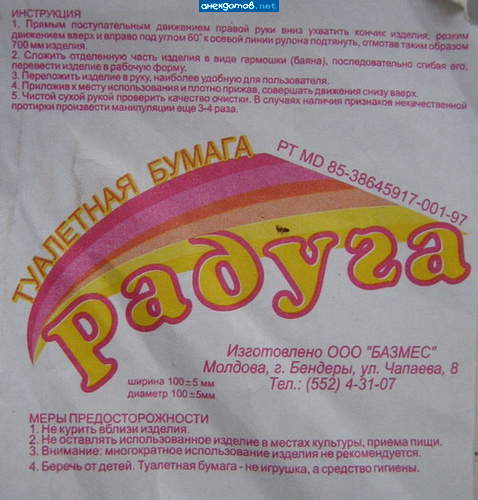 анекдотов.net
ИНСТРУКЦИЯ
1. Прямым поступательным движением правой руки вниз ухватить кончик изделия, резким
движением вверх и вправо под углом 60° к осевой линии рулона подтянуть, отмотав таким образом
700 мм изделия.
2. Сложить отделенную часть изделия в виде гармошки (баяна), последовательно сгибая его,
перевести изделие в рабочую форму.
3. Переложить изделие в руку, наиболее удобную для пользователя.
4. Приложив к месту использования и плотно прижав, совершать движения снизу вверх.
5. Чистой сухой рукой проверить качество очистки. В случаях наличия признаков некачественной
протирки произвести манипуляции еще 3-4 раза.
ТУАЛЕТНАЯ БУМАГА
РТ MD 85-38645917-001-97
Радуга
Изготовлено ООО "БАЗМЕС"
Молдова, г. Бендеры, ул. Чапаева, 8
Тел.: (552) 4-31-07
ширина 100±5 мм
диаметр 100±5мм
МЕРЫ ПРЕДОСТОРОЖНОСТИ
1. Не курить вблизи изделия.
2. Не оставлять использованное изделие в местах культуры, приема пищи.
3. Внимание: многократное использование изделия не рекомендуется.
4. Беречь от детей. Туалетная бумага - не игрушка, а средство гигиены.